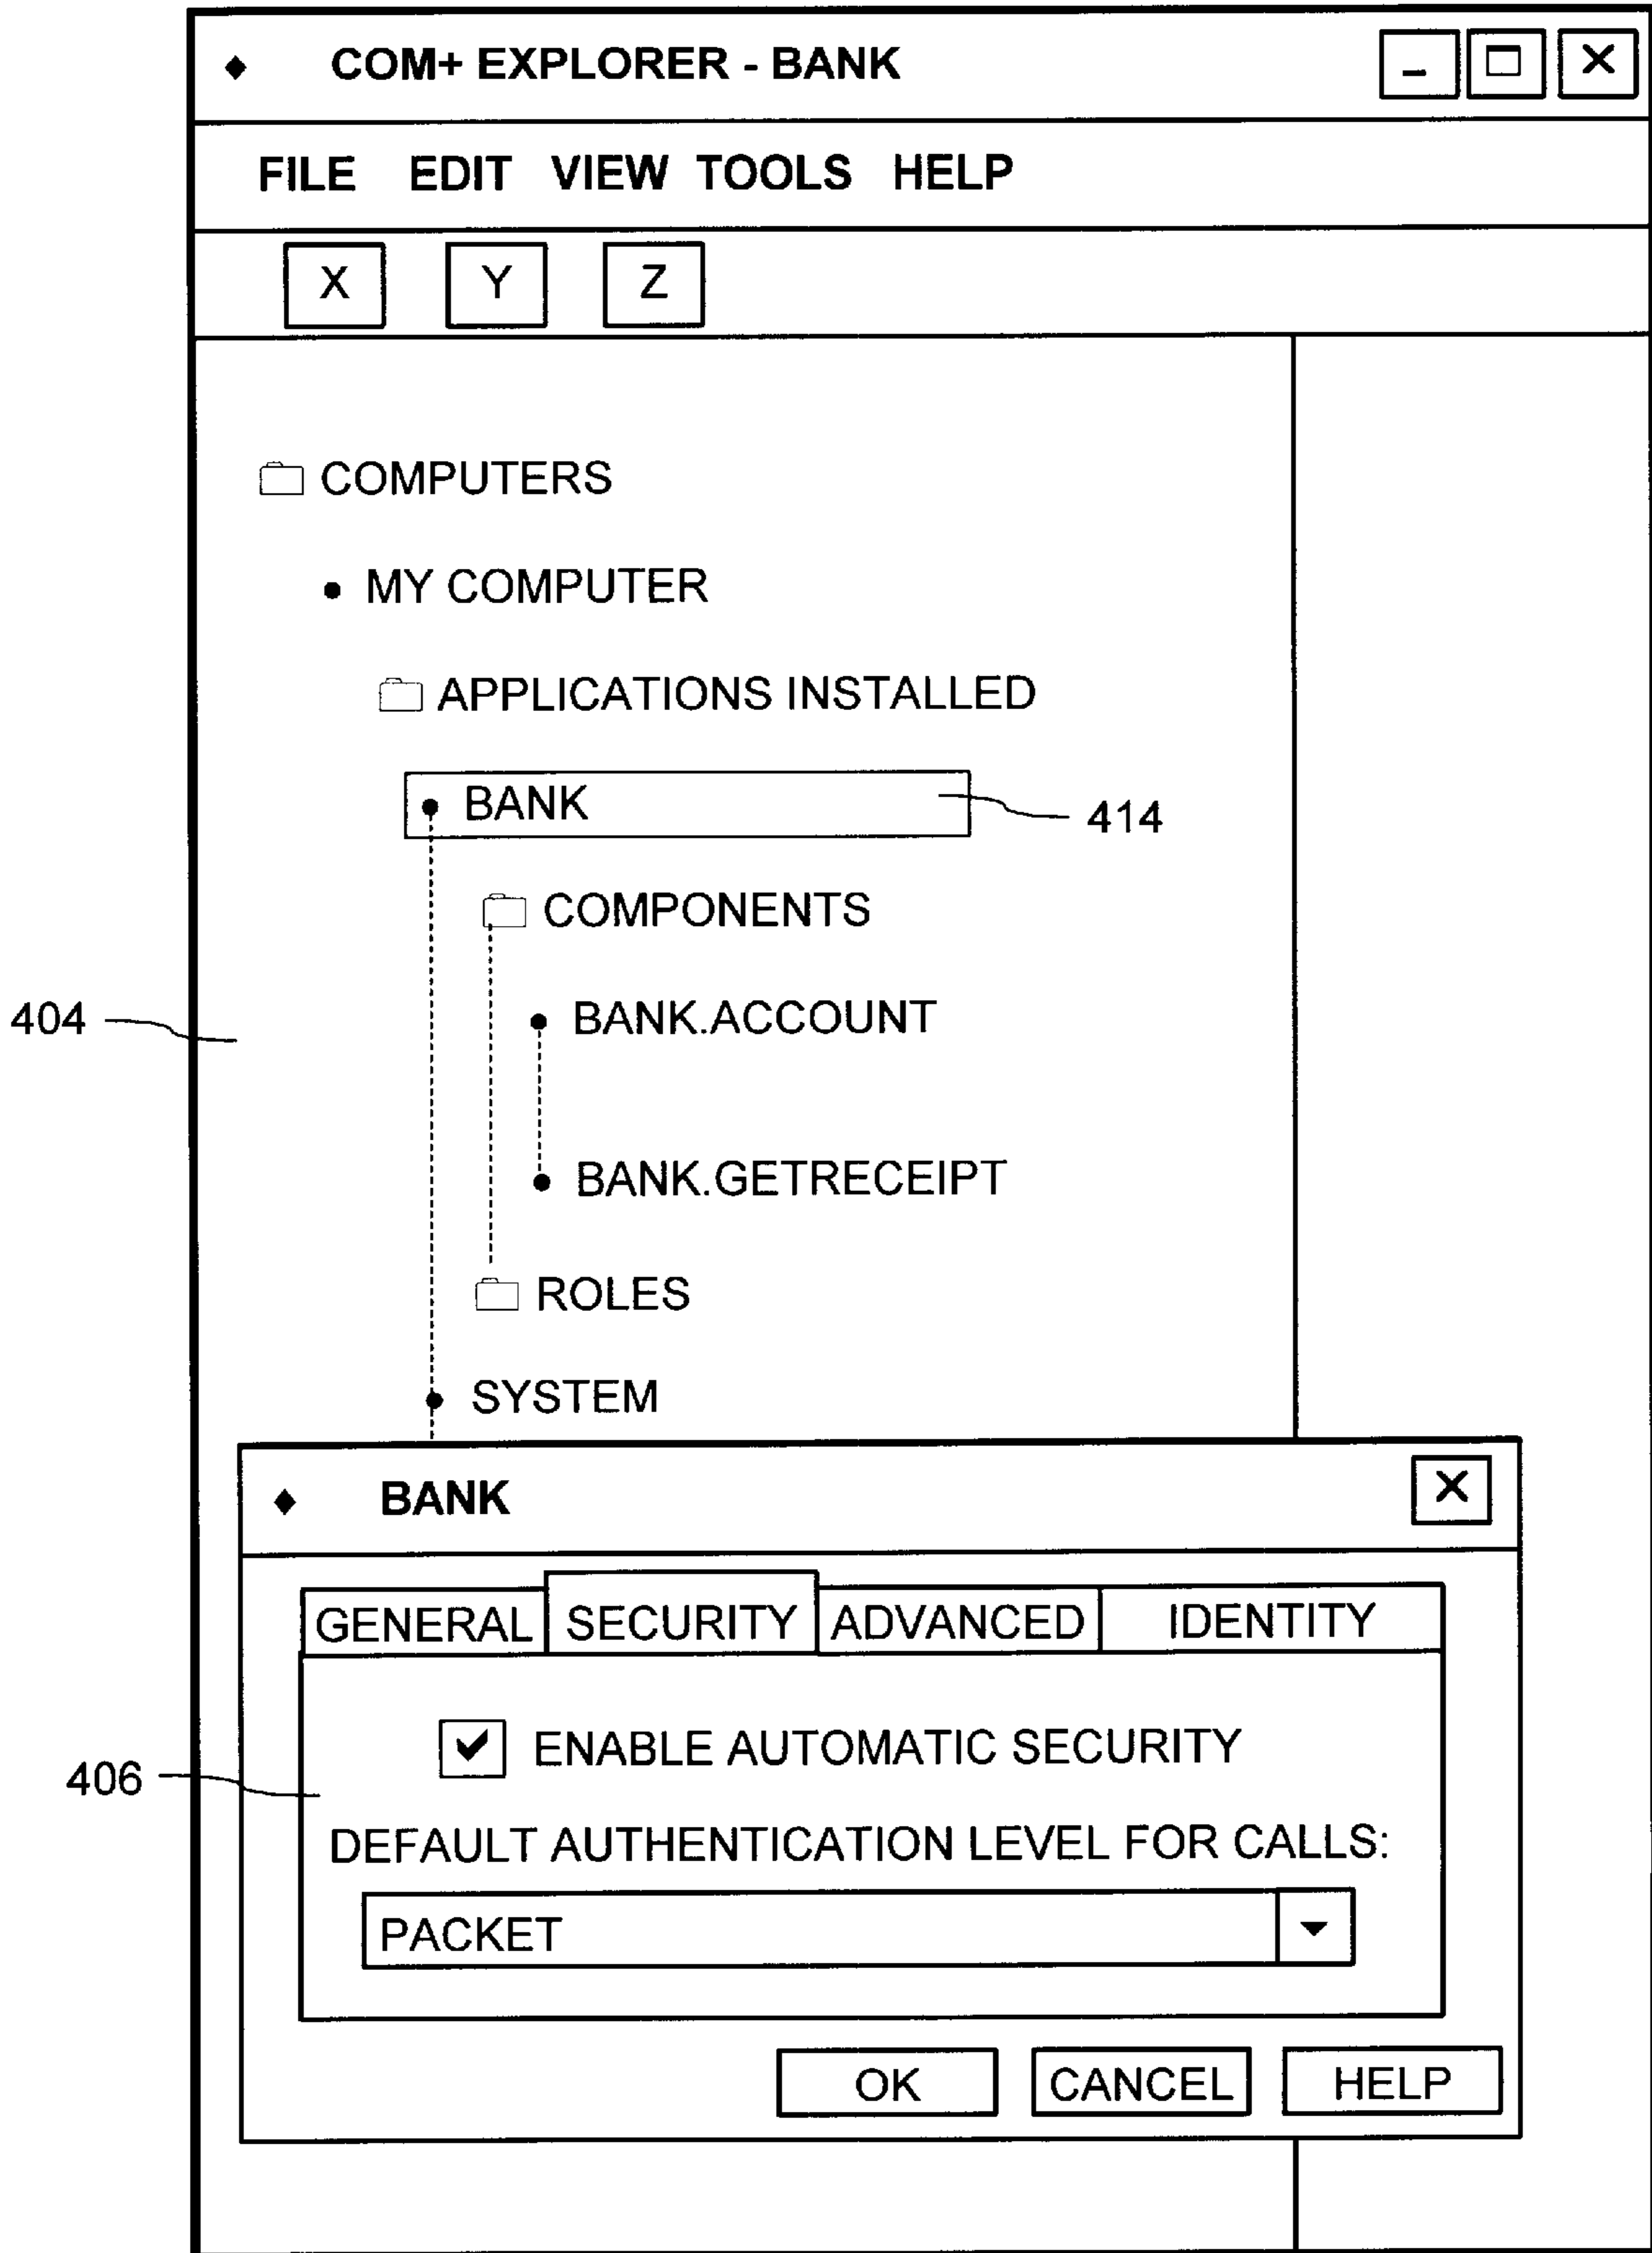 COM+ EXPLORER - BANK
FILE EDIT VIEW TOOLS HELP
X Y Z
COMPUTERS
MY COMPUTER
APPLICATIONS INSTALLED
BANK
414
COMPONENTS
404
BANK.ACCOUNT
BANK.GETRECEIPT
ROLES
SYSTEM
BANK
GENERAL SECURITY ADVANCED IDENTITY
ENABLE AUTOMATIC SECURITY
406
DEFAULT AUTHENTICATION LEVEL FOR CALLS:
PACKET
OK CANCEL HELP